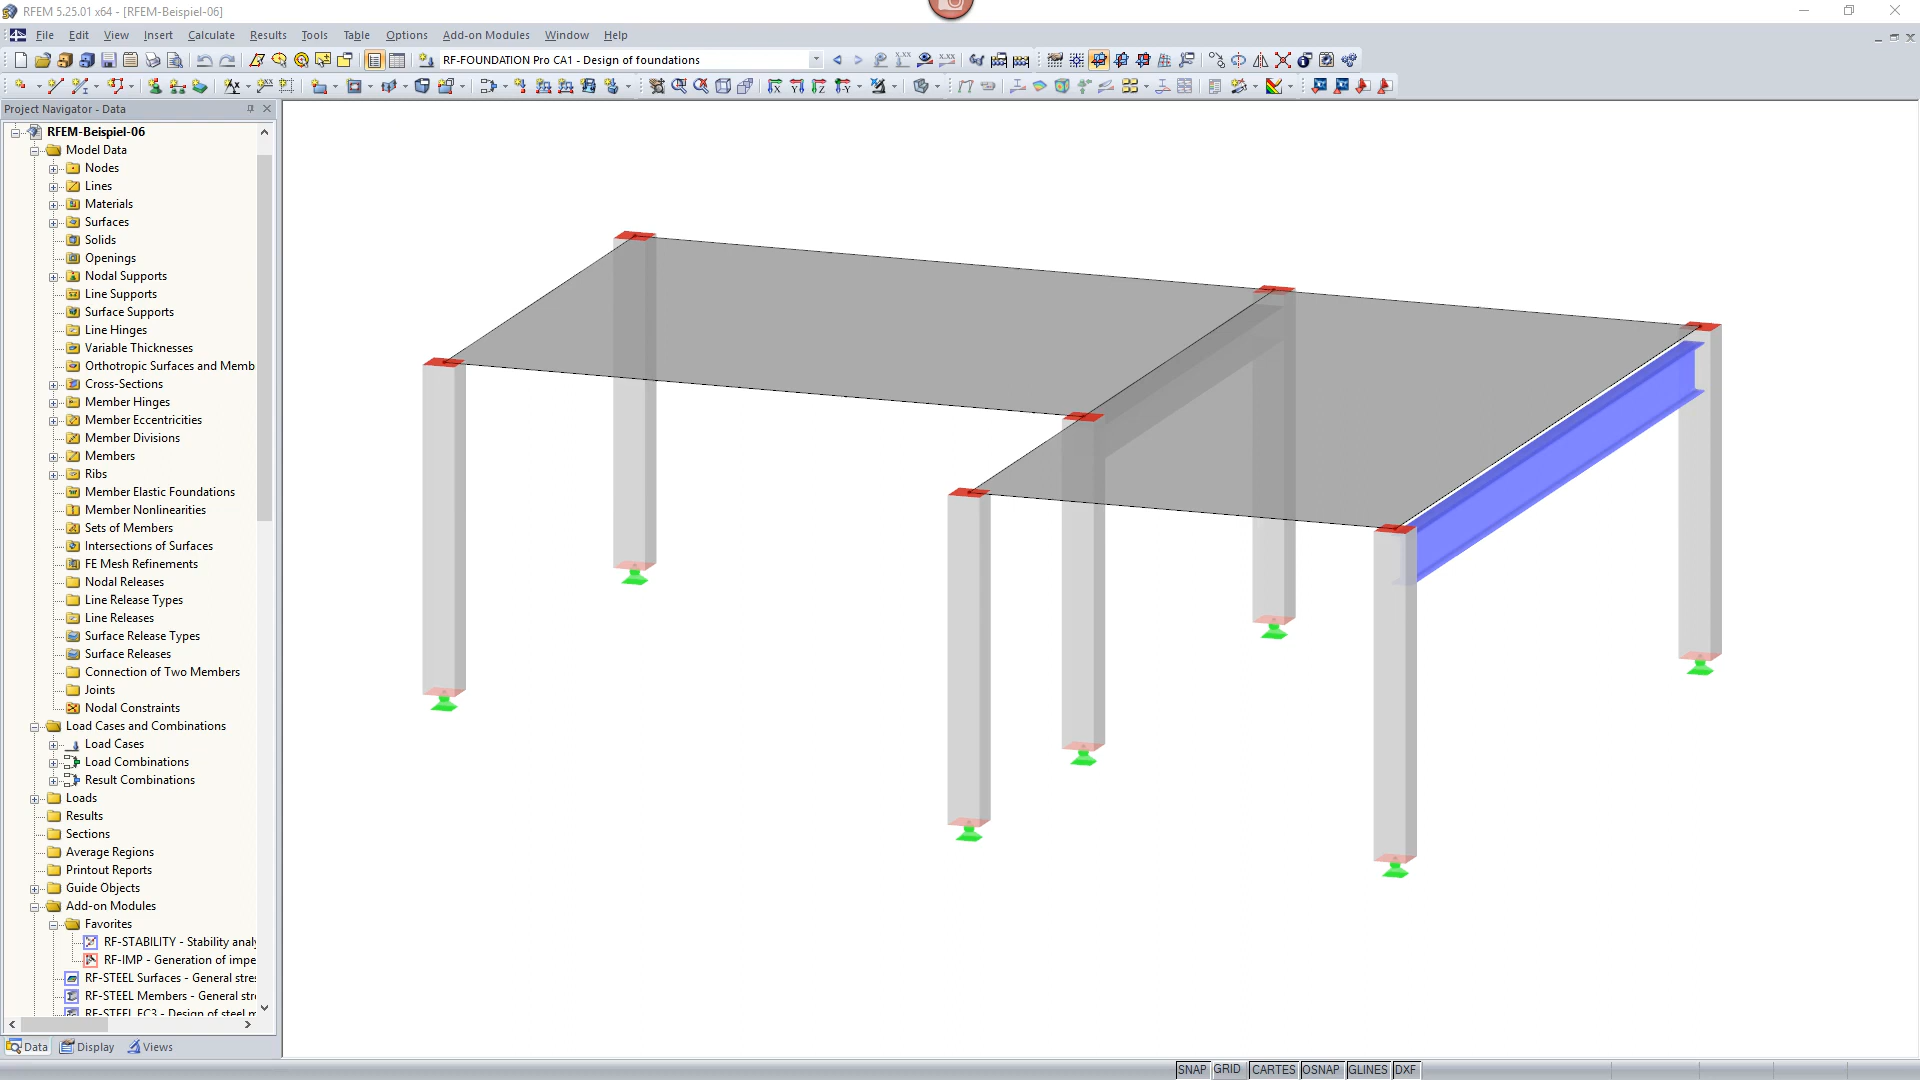 RFEM 5.25.01 x64 - [RFEM-Beispiel-06]
File Edit View Insert Calculate Results Tools Table Options Add-on Modules Window Help
RF-FOUNDATION Pro CA1 - Design of foundations
Project Navigator - Data
RFEM-Beispiel-06
Model Data
Nodes
Lines
Materials
Surfaces
Solids
Openings
Nodal Supports
Line Supports
Surface Supports
Line Hinges
Variable Thicknesses
Orthotropic Surfaces and Memb
Cross-Sections
Member Hinges
Member Eccentricities
Member Divisions
Members
Ribs
Member Elastic Foundations
Member Nonlinearities
Sets of Members
Intersections of Surfaces
FE Mesh Refinements
Nodal Releases
Line Release Types
Line Releases
Surface Release Types
Surface Releases
Connection of Two Members
Joints
Nodal Constraints
Load Cases and Combinations
Load Cases
Load Combinations
Result Combinations
Loads
Results
Sections
Average Regions
Printout Reports
Guide Objects
Add-on Modules
Favorites
RF-STABILITY - Stability anal
RF-IMP - Generation of impe
RF-STEEL Surfaces - General stre
RF-STEEL Members - General str
RF-STEEL EC3 - Design of steel m
Data Display Views
SNAP GRID CARTES OSNAP GLINES DXF